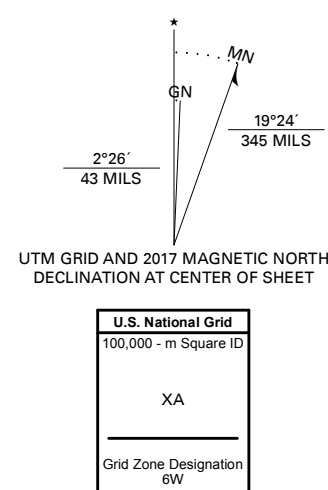 ★
MN
GN
19°24´
345 MILS
2°26´
43 MILS
UTM GRID AND 2017 MAGNETIC NORTH
DECLINATION AT CENTER OF SHEET
U.S. National Grid
100,000 - m Square ID
XA
Grid Zone Designation
6W